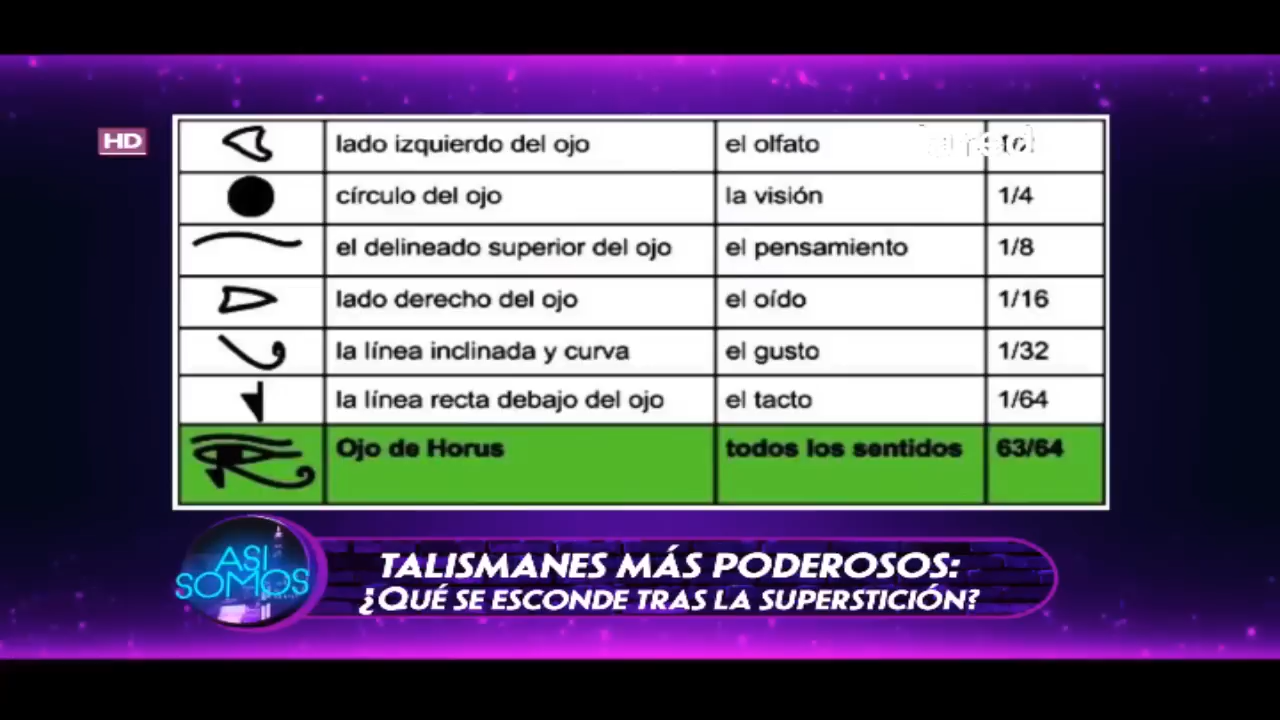 HD
lado izquierdo del ojo el olfato
círculo del ojo la visión 1/4
el delineado superior del ojo el pensamiento 1/8
lado derecho del ojo el oído 1/16
la línea inclinada y curva el gusto 1/32
la línea recta debajo del ojo el tacto 1/64
Ojo de Horus todos los sentidos 63/64
ASI
SOMOS
TALISMANES MÁS PODEROSOS:
¿QUÉ SE ESCONDE TRAS LA SUPERSTICIÓN?